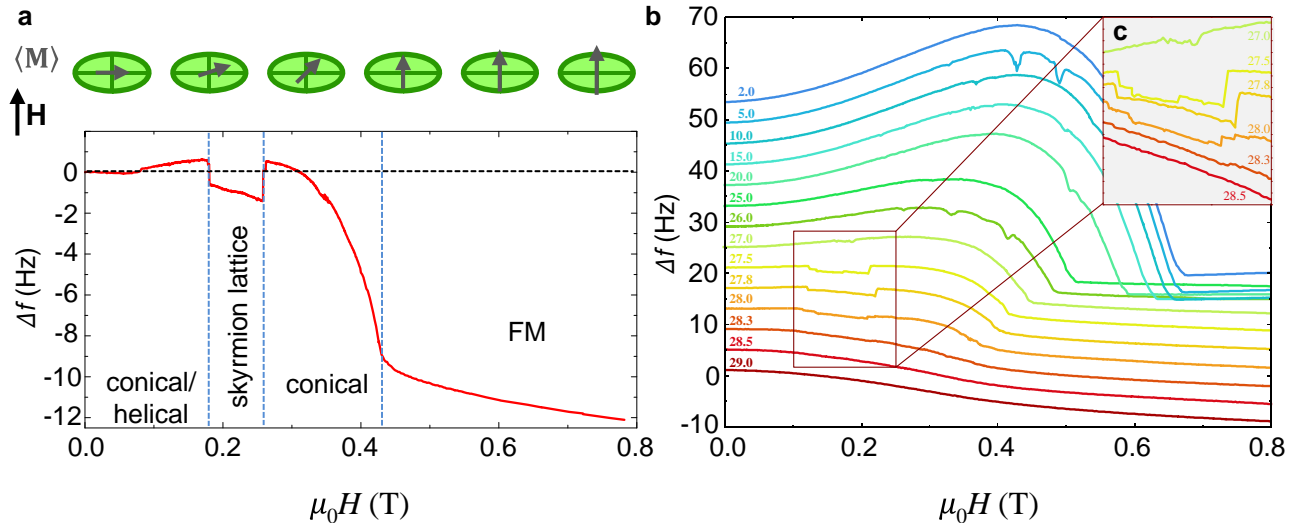 a
⟨M⟩
H
Δf (Hz)
0
-2
-4
-6
-8
-10
-12
conical/
helical
skyrmion lattice
conical
FM
0.0 0.2 0.4 0.6 0.8
μ₀H (T)
b
Δf (Hz)
70
60
50
40
30
20
10
0
-10
2.0
5.0
10.0
15.0
20.0
25.0
26.0
27.0
27.5
27.8
28.0
28.3
28.5
29.0
0.0 0.2 0.4 0.6 0.8
μ₀H (T)
c
27.0
27.5
27.8
28.0
28.3
28.5